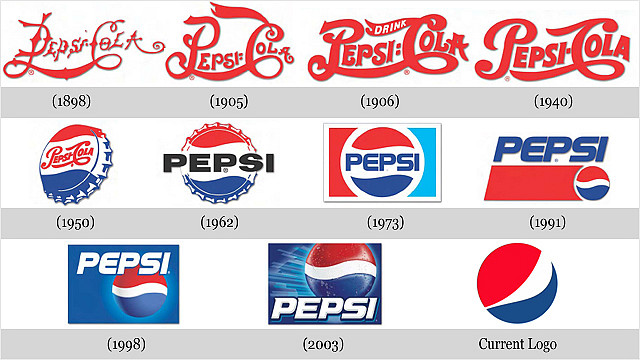 Pepsi-Cola
Pepsi-Cola
DRINK
Pepsi:Cola
Pepsi-Cola
(1898)
(1905)
(1906)
(1940)
Pepsi-Cola
PEPSI
PEPSI
PEPSI
(1950)
(1962)
(1973)
(1991)
PEPSI
PEPSI
(1998)
(2003)
Current Logo